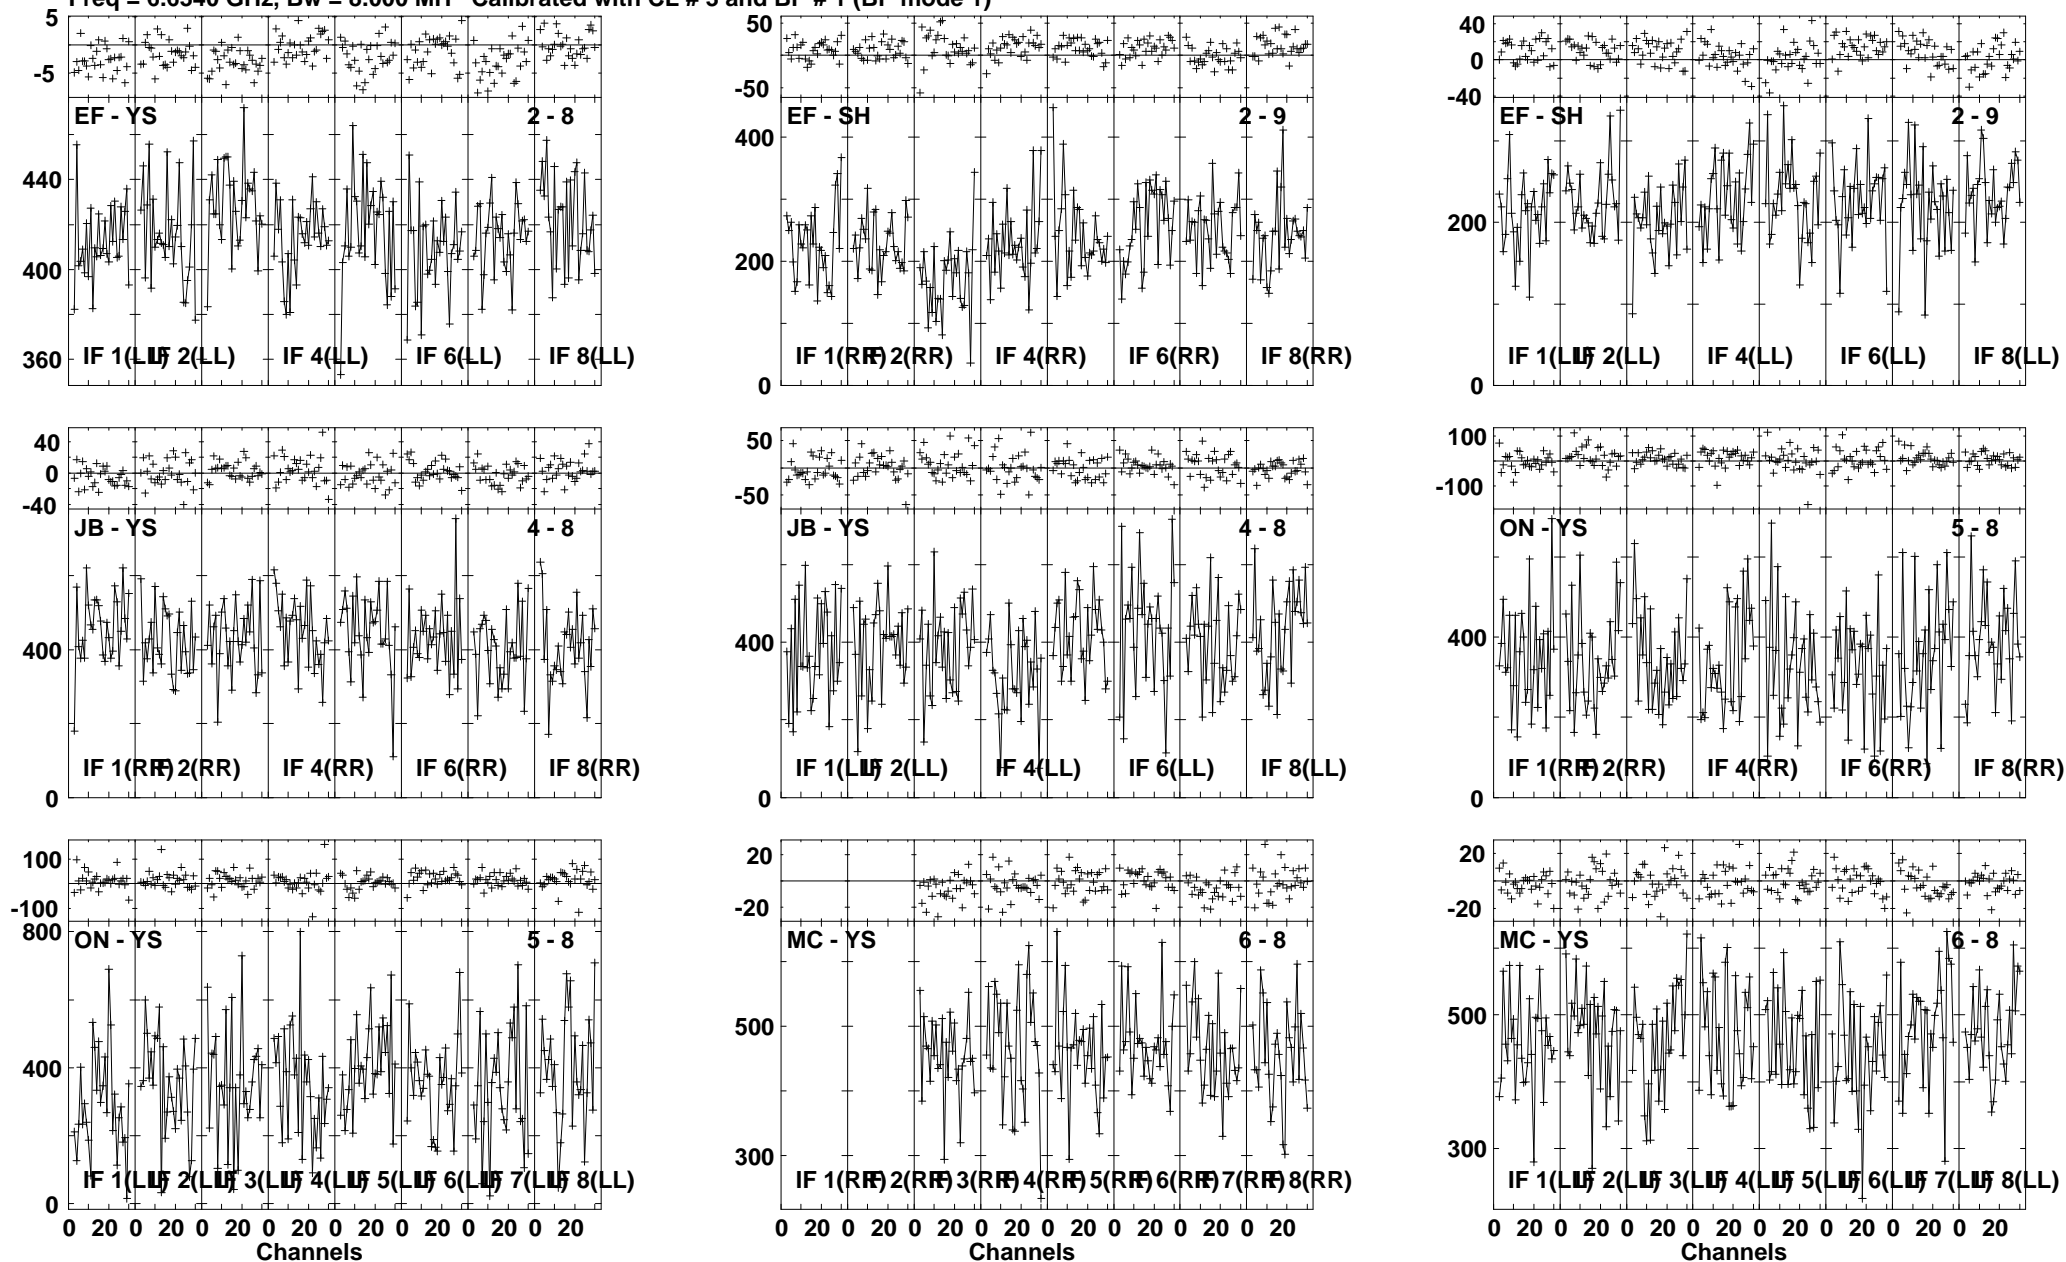 Freq = 6.6540 GHz, Bw = 8.000 MH Calibrated with CL # 3 and BP # 1 (BP mode 1)
5
-5
EF - YS 2 - 8
440
400
360
IF 1(LL) IF 2(LL) IF 4(LL) IF 6(LL) IF 8(LL)
50
0
-50
EF - SH 2 - 9
400
200
0
IF 1(RR) IF 2(RR) IF 4(RR) IF 6(RR) IF 8(RR)
40
0
-40
EF - SH 2 - 9
200
0
IF 1(LL) IF 2(LL) IF 4(LL) IF 6(LL) IF 8(LL)
40
0
-40
JB - YS 4 - 8
400
0
IF 1(RR) IF 2(RR) IF 4(RR) IF 6(RR) IF 8(RR)
50
0
-50
JB - YS 4 - 8
400
0
IF 1(LL) IF 2(LL) IF 4(LL) IF 6(LL) IF 8(LL)
100
0
-100
ON - YS 5 - 8
400
0
IF 1(RR) IF 2(RR) IF 4(RR) IF 6(RR) IF 8(RR)
100
-100
ON - YS 5 - 8
800
400
0
IF 1(LL) IF 2(LL) IF 3(LL) IF 4(LL) IF 5(LL) IF 6(LL) IF 7(LL) IF 8(LL)
0 20 0 20 0 20 0 20 0 20 0 20 0 20 0 20
Channels
20
-20
MC - YS 6 - 8
500
300
IF 1(RR) IF 2(RR) IF 3(RR) IF 4(RR) IF 5(RR) IF 6(RR) IF 7(RR) IF 8(RR)
0 20 0 20 0 20 0 20 0 20 0 20 0 20 0 20
Channels
20
0
-20
MC - YS 6 - 8
500
300
IF 1(LL) IF 2(LL) IF 3(LL) IF 4(LL) IF 5(LL) IF 6(LL) IF 7(LL) IF 8(LL)
0 20 0 20 0 20 0 20 0 20 0 20 0 20 0 20
Channels